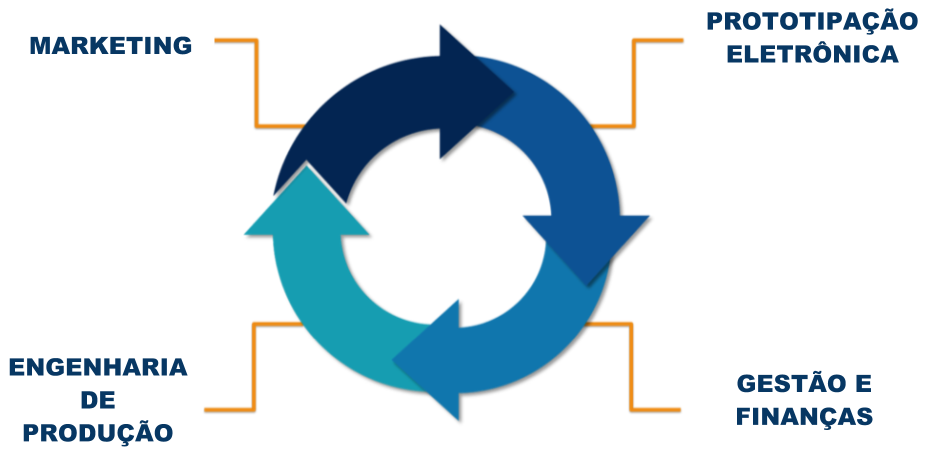 MARKETING
PROTOTIPAÇÃO
ELETRÔNICA
ENGENHARIA
DE
PRODUÇÃO
GESTÃO E
FINANÇAS